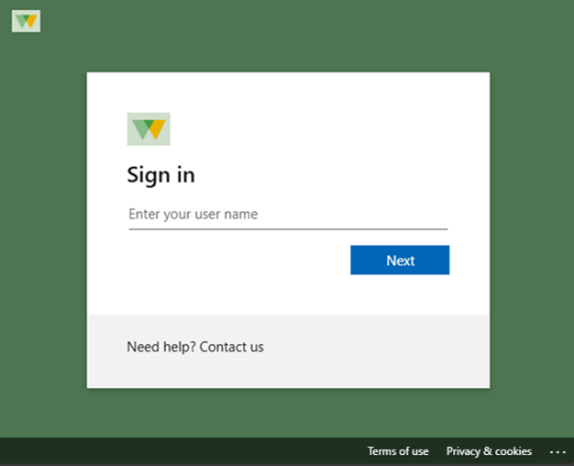 Sign in
Enter your user name
Next
Need help? Contact us
Terms of use Privacy & cookies ...